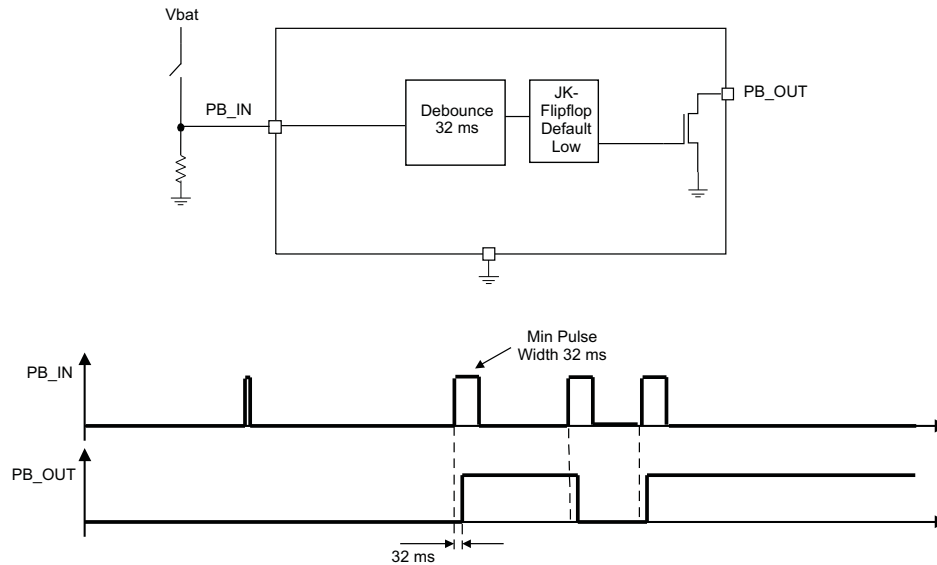 Vbat
PB_IN
Debounce
32 ms
JK-
Flipflop
Default
Low
PB_OUT
Min Pulse
Width 32 ms
PB_IN
PB_OUT
32 ms